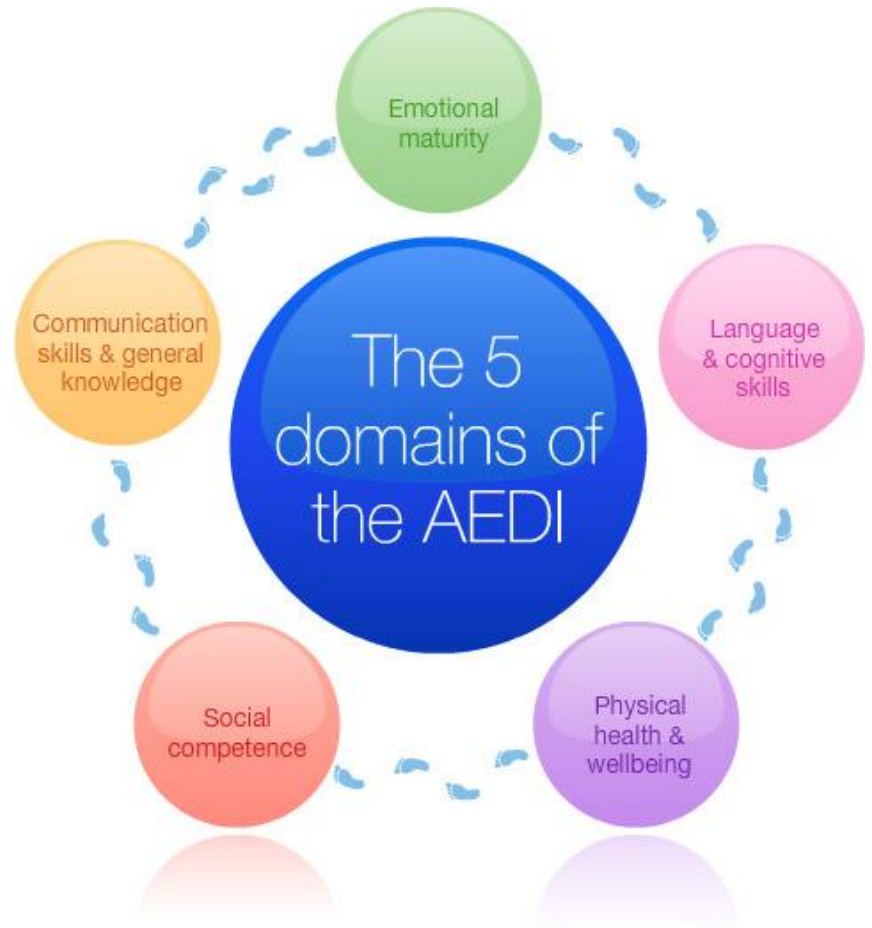 Emotional
maturity
Communication
skills & general
knowledge
The 5
domains of
the AEDI
Language
& cognitive
skills
Social
competence
Physical
health &
wellbeing